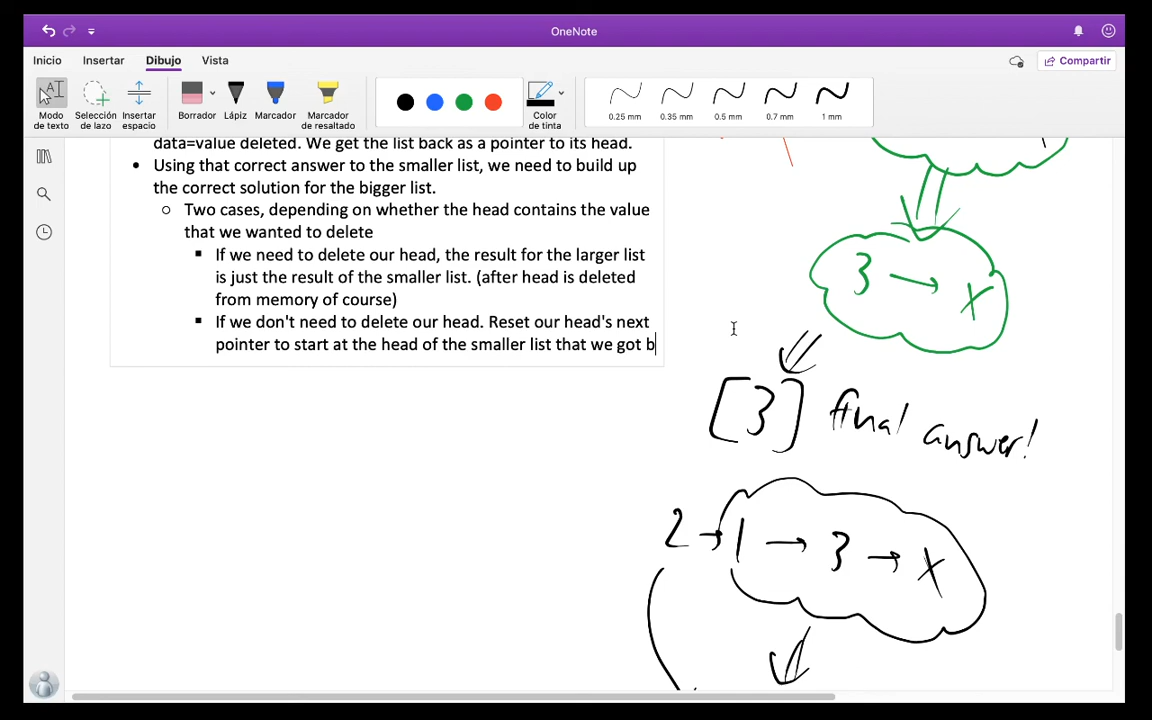 OneNote
Inicio Insertar Dibujo Vista
Compartir
Modo de texto
Selección de lazo
Insertar espacio
Borrador
Lápiz
Marcador
Marcador de resaltado
Color de tinta
0.25 mm 0.35 mm 0.5 mm 0.7 mm 1 mm
data=value deleted. We get the list back as a pointer to its head.
• Using that correct answer to the smaller list, we need to build up
the correct solution for the bigger list.
○ Two cases, depending on whether the head contains the value
that we wanted to delete
▪ If we need to delete our head, the result for the larger list
is just the result of the smaller list. (after head is deleted
from memory of course)
▪ If we don't need to delete our head. Reset our head's next
pointer to start at the head of the smaller list that we got b
3 → X
[3] final answer!
2 → 1 → 3 → X